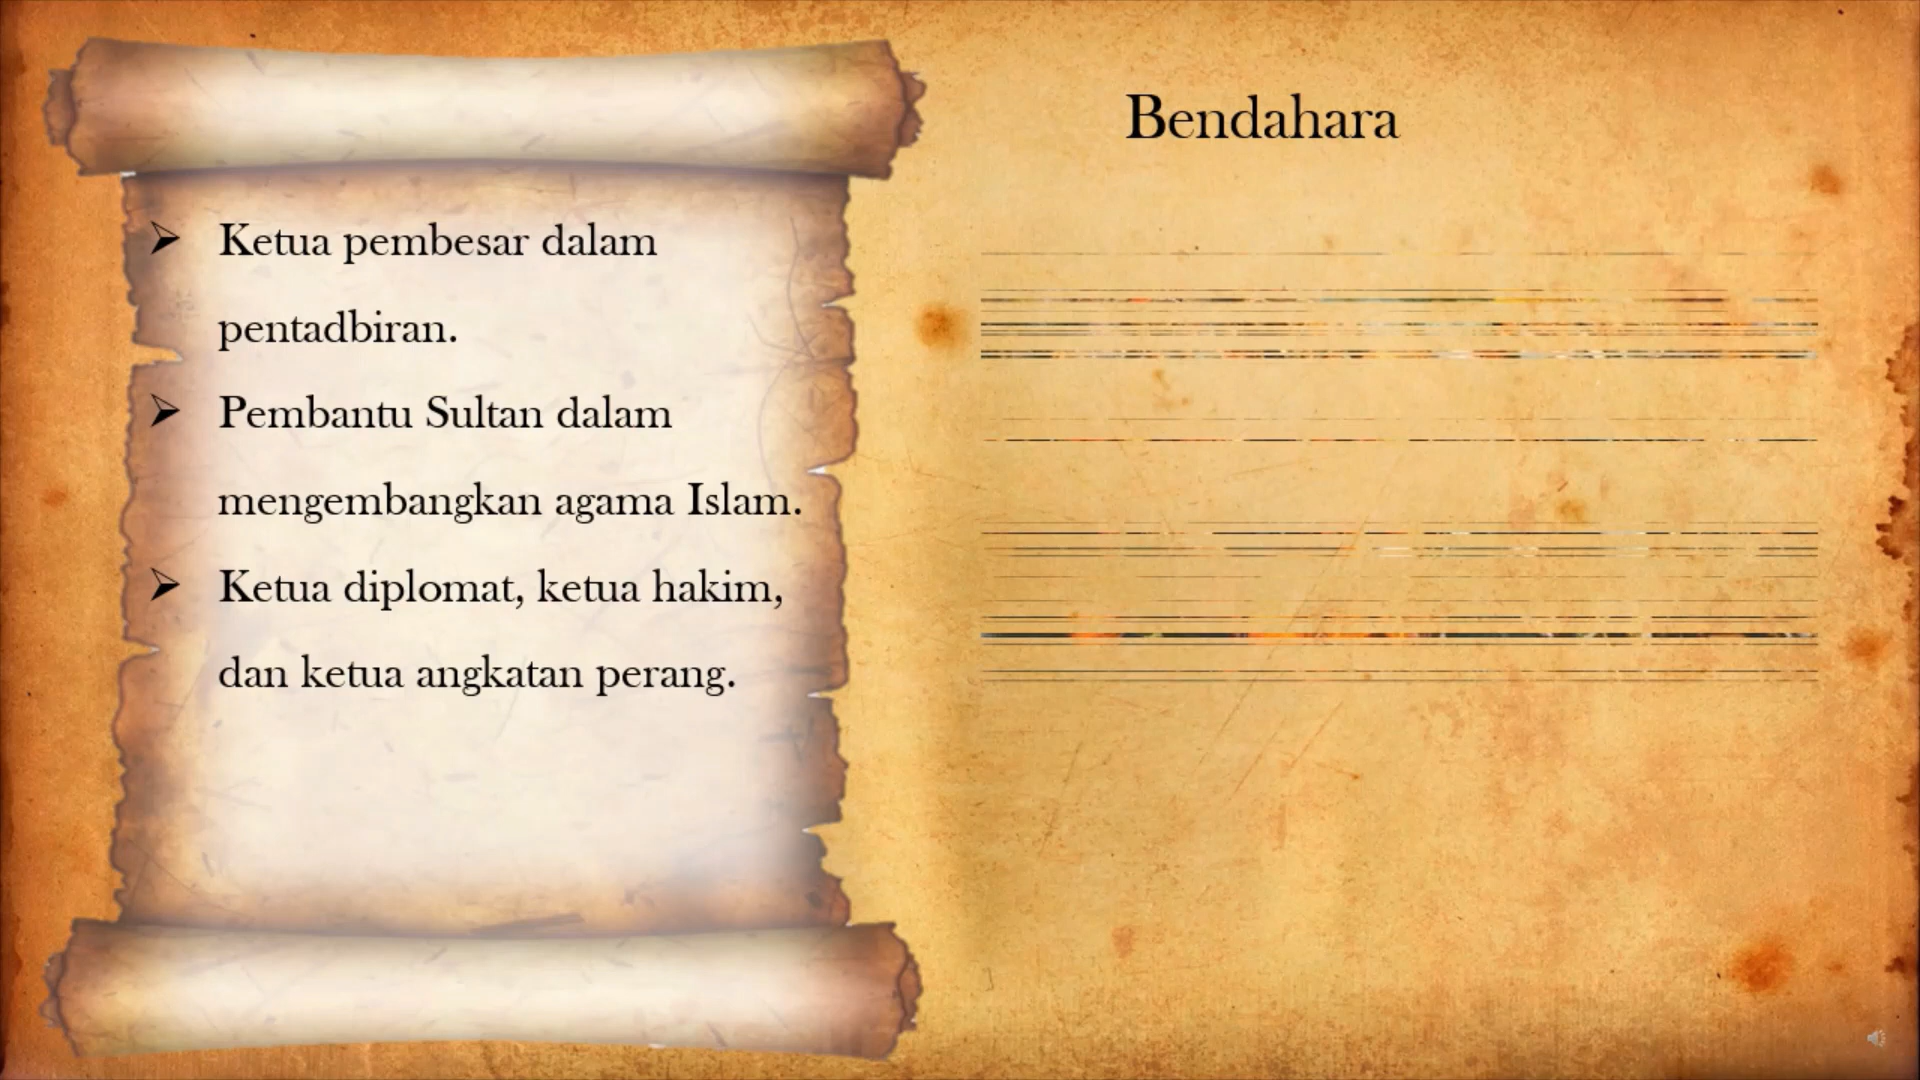 Bendahara
➢ Ketua pembesar dalam
pentadbiran.
➢ Pembantu Sultan dalam
mengembangkan agama Islam.
➢ Ketua diplomat, ketua hakim,
dan ketua angkatan perang.